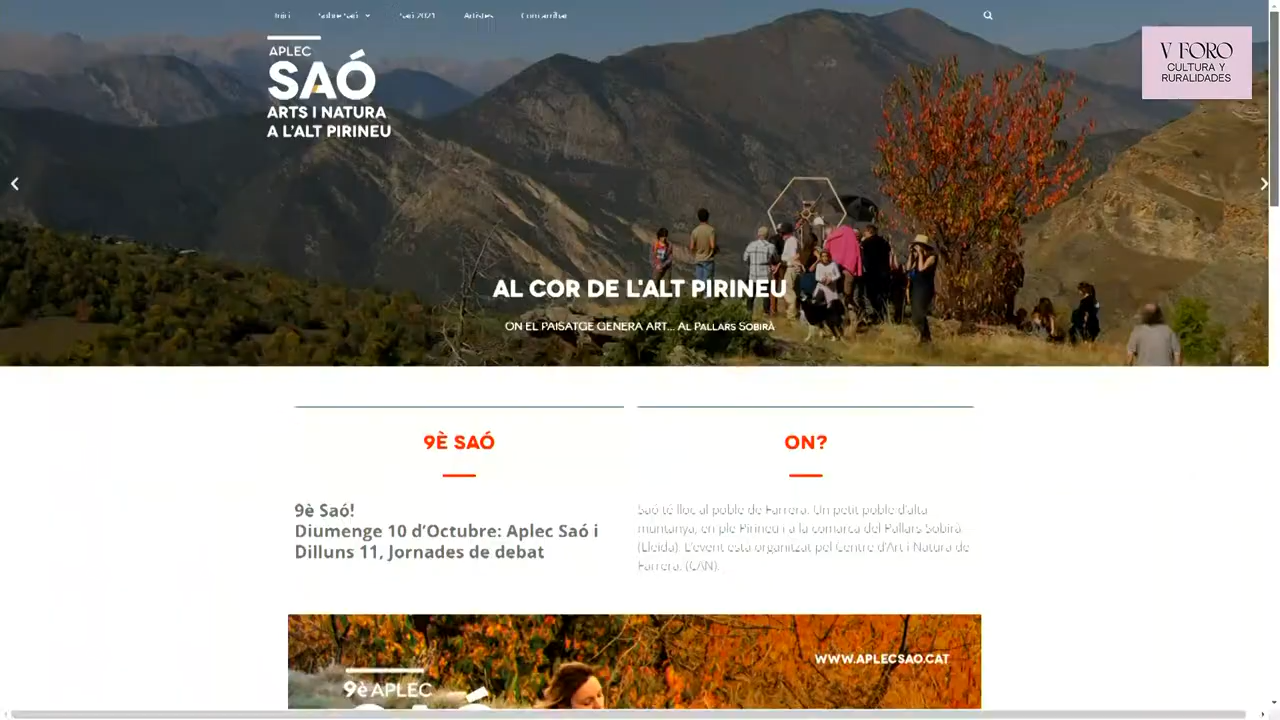 Inici Sobre Saó Saó 2021 Artistes Com arribar
APLEC
SAÓ
ARTS I NATURA
A L'ALT PIRINEU
V FORO
CULTURA Y
RURALIDADES
AL COR DE L'ALT PIRINEU
ON EL PAISATGE GENERA ART... AL PALLARS SOBIRÀ
9È SAÓ
9è Saó!
Diumenge 10 d'Octubre: Aplec Saó i
Dilluns 11, Jornades de debat
ON?
Saó té lloc al poble de Farrera. Un petit poble d'alta
muntanya, en ple Pirineu i a la comarca del Pallars Sobirà
(Lleida). L'event està organitzat pel Centre d'Art i Natura de
Farrera, (CAN).
WWW.APLECSAO.CAT
9è APLEC